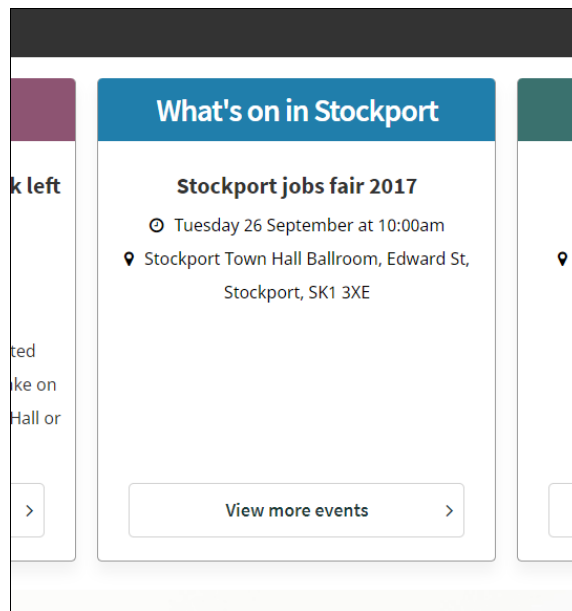 What's on in Stockport
k left
Stockport jobs fair 2017
Tuesday 26 September at 10:00am
Stockport Town Hall Ballroom, Edward St,
Stockport, SK1 3XE
ted
ke on
Hall or
View more events